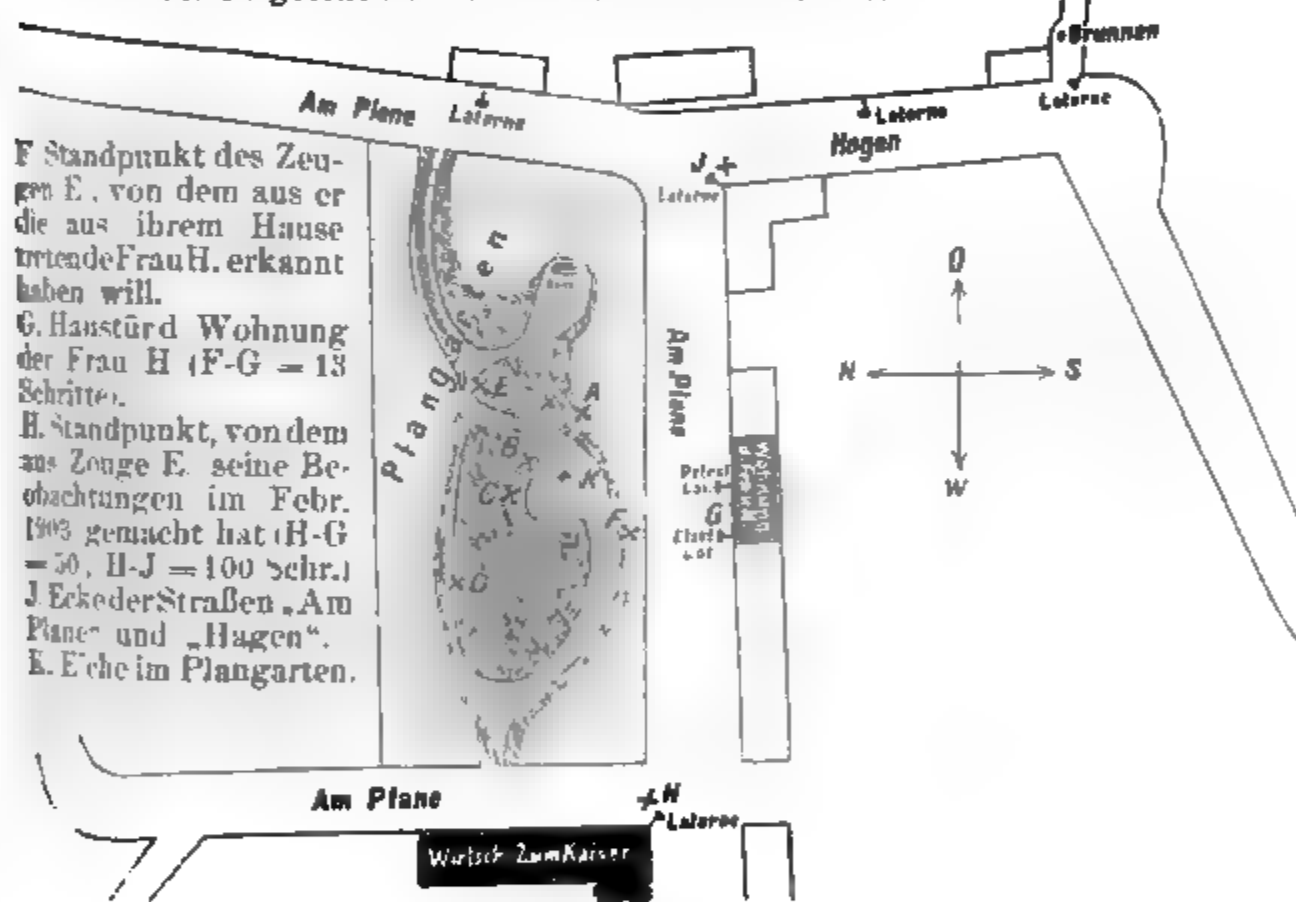 Brunnen
Am Plane
Laterne
Laterne
Laterne
Hagen
J
Laterne
F Standpunkt des Zeu-
gen E. von dem aus er
die aus ihrem Hause
tretende Frau H. erkannt
haben will.
G. Haustür d Wohnung
der Frau H (F-G = 13
Schritte).
H. Standpunkt, von dem
aus Zeuge E. seine Be-
obachtungen im Febr.
1903 gemacht hat (H-G
= 50, H-J = 100 Schr.)
J Ecke der Straßen „Am
Plane“ und „Hagen“.
K. Eiche im Plangarten.
Plangarten
E
A
B
K
C
F
D
Am Plane
G
O
N
S
W
Am Plane
H
Laterne
Wirtsch. Zum Kaiser